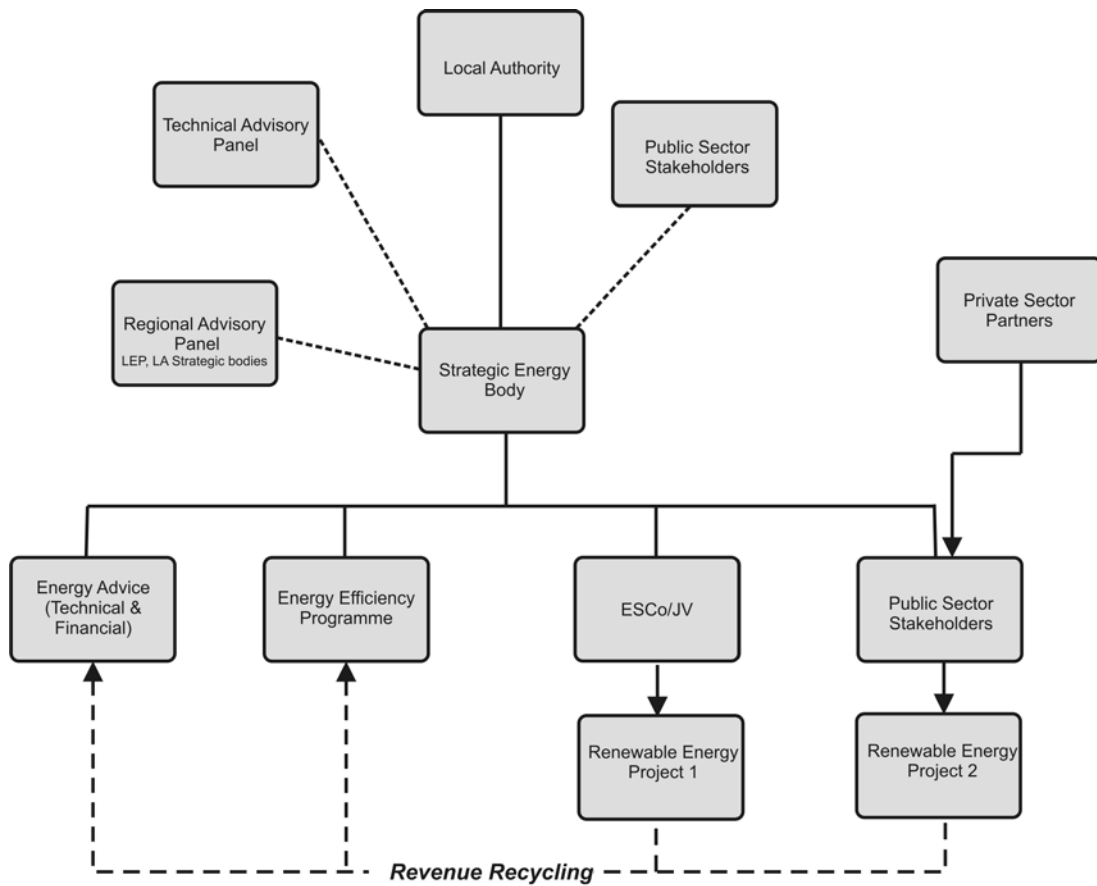 Local Authority
Technical Advisory
Panel
Public Sector
Stakeholders
Private Sector
Partners
Regional Advisory
Panel
LEP, LA Strategic bodies
Strategic Energy
Body
Energy Advice
(Technical &
Financial)
Energy Efficiency
Programme
ESCo/JV
Public Sector
Stakeholders
Renewable Energy
Project 1
Renewable Energy
Project 2
Revenue Recycling